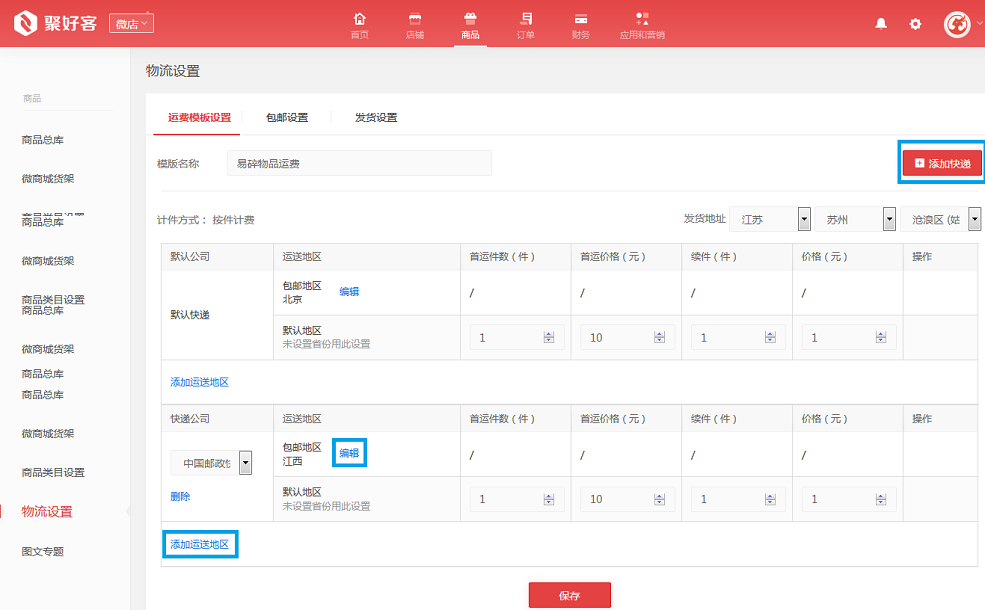 聚好客
微店
首页
店铺
商品
订单
财务
应用和营销
商品
商品总库
微商城货架
商品总库
微商城货架
商品类目设置
商品总库
微商城货架
商品总库
商品总库
微商城货架
商品类目设置
物流设置
图文专题
物流设置
运费模板设置 包邮设置 发货设置
模版名称 易碎物品运费 添加快递
计件方式： 按件计费 发货地址 江苏 苏州 沧浪区 (姑
默认公司 运送地区 首运件数 ( 件 ) 首运价格 ( 元 ) 续件 ( 件 ) 价格 ( 元 ) 操作
默认快递
包邮地区
北京 编辑 / / / /
默认地区
未设置省份用此设置 1 10 1 1
添加运送地区
快递公司 运送地区 首运件数 ( 件 ) 首运价格 ( 元 ) 续件 ( 件 ) 价格 ( 元 ) 操作
中国邮政
删除
包邮地区
江西 编辑 / / / /
默认地区
未设置省份用此设置 1 10 1 1
添加运送地区
保存